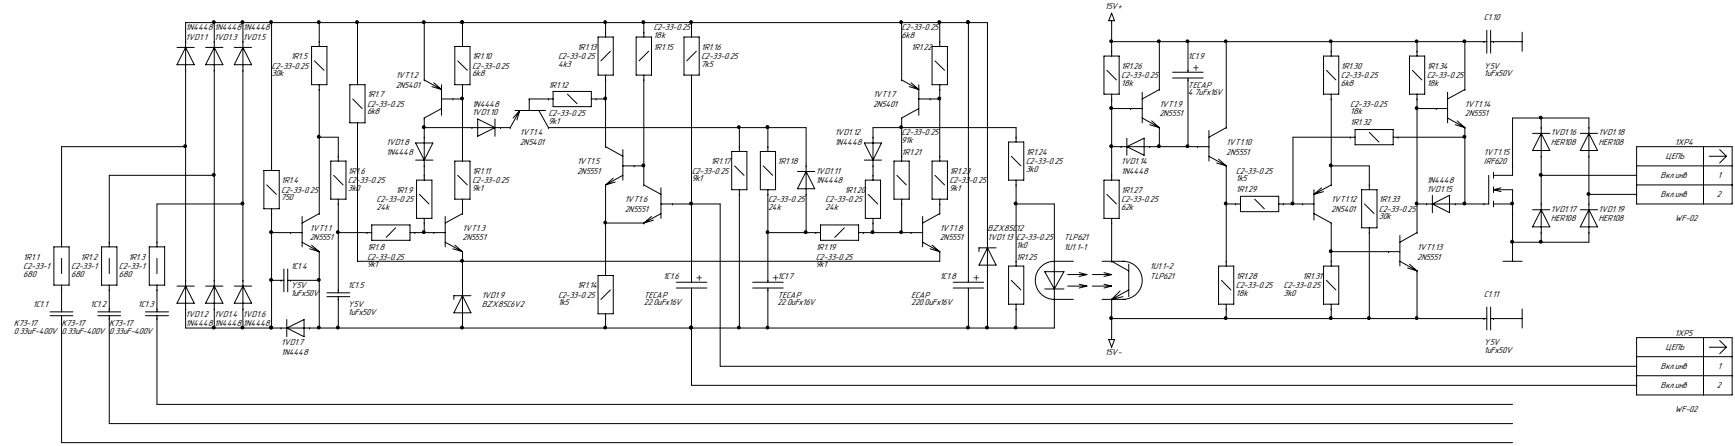 1N4448
1VD1.1
1N4448
1VD1.3
1N4448
1VD1.5
1R1.5
C2-33-0.25
30k
1R1.7
C2-33-0.25
6k8
1VT1.2
2N5401
1R1.10
C2-33-0.25
6k8
1N4448
1VD1.10
1R1.12
C2-33-0.25
9k1
1VT1.4
2N5401
1R1.13
C2-33-0.25
4k3
C2-33-0.25
18k
1R1.15
1R1.16
C2-33-0.25
7k5
C2-33-0.25
6k8
1R1.22
1VT1.7
2N5401
15V+
1R1.26
C2-33-0.25
18k
1C1.9
TECAP
4.7uFx16V
1VT1.9
2N5551
1R1.30
C2-33-0.25
6k8
C2-33-0.25
18k
1R1.32
1R1.34
C2-33-0.25
18k
1VT1.14
2N5551
C1.10
Y5V
1uFx50V
1VD1.16
HER108
1VD1.18
HER108
1VT1.15
IRF620
1XP4
ЦЕПЬ
Вкл.инв
1
Вкл.инв
2
WF-02
1R1.4
C2-33-0.25
750
1R1.6
C2-33-0.25
3k0
1VD1.8
1N4448
1R1.9
C2-33-0.25
24k
1R1.11
C2-33-0.25
9k1
1VT1.5
2N5551
1VT1.6
2N5551
1R1.17
C2-33-0.25
9k1
1R1.18
C2-33-0.25
24k
1VD1.11
1N4448
1VD1.12
1N4448
1R1.20
C2-33-0.25
24k
C2-33-0.25
91k
1R1.21
1R1.23
C2-33-0.25
9k1
1R1.24
C2-33-0.25
3k0
1VD1.14
1N4448
1R1.27
C2-33-0.25
62k
1VT1.10
2N5551
C2-33-0.25
1k5
1R1.29
1VT1.12
2N5401
1R1.33
C2-33-0.25
30k
1N4448
1VD1.15
1VD1.17
HER108
1VD1.19
HER108
1VT1.1
2N5551
1R1.8
C2-33-0.25
9k1
1VT1.3
2N5551
1R1.19
C2-33-0.25
9k1
1VT1.8
2N5551
BZX85C12
1VD1.13
C2-33-0.25
1k0
1R1.25
TLP621
1U1.1-1
1U1.1-2
TLP621
1R1.28
C2-33-0.25
18k
1R1.31
C2-33-0.25
3k0
1VT1.13
2N5551
1R1.1
C2-33-1
680
1R1.2
C2-33-1
680
1R1.3
C2-33-1
680
1C1.4
Y5V
1uFx50V
1C1.5
Y5V
1uFx50V
1VD1.9
BZX85C6V2
1R1.14
C2-33-0.25
1k5
1C1.6
TECAP
22.0uFx16V
1C1.7
TECAP
22.0uFx16V
1C1.8
ECAP
220.0uFx16V
C1.11
Y5V
1uFx50V
1C1.1
K73-17
0.33uF-400V
1C1.2
K73-17
0.33uF-400V
1C1.3
K73-17
0.33uF-400V
1VD1.2
1N4448
1VD1.4
1N4448
1VD1.6
1N4448
1VD1.7
1N4448
15V-
1XP5
ЦЕПЬ
Вкл.инв
1
Вкл.инв
2
WF-02